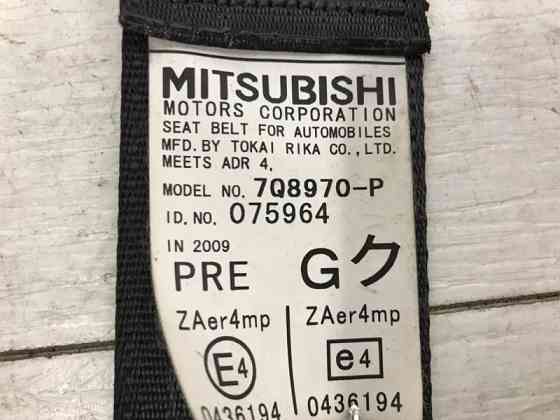 MITSUBISHI
MOTORS CORPORATION
SEAT BELT FOR AUTOMOBILES
MFD.BY TOKAI RIKA CO.,LTD.
MEETS ADR 4.
MODEL NO. 7Q8970-P
ID.NO. 075964
IN 2009
PRE Gク
ZAer4mp ZAer4mp
E4 e4
0436194 0436194